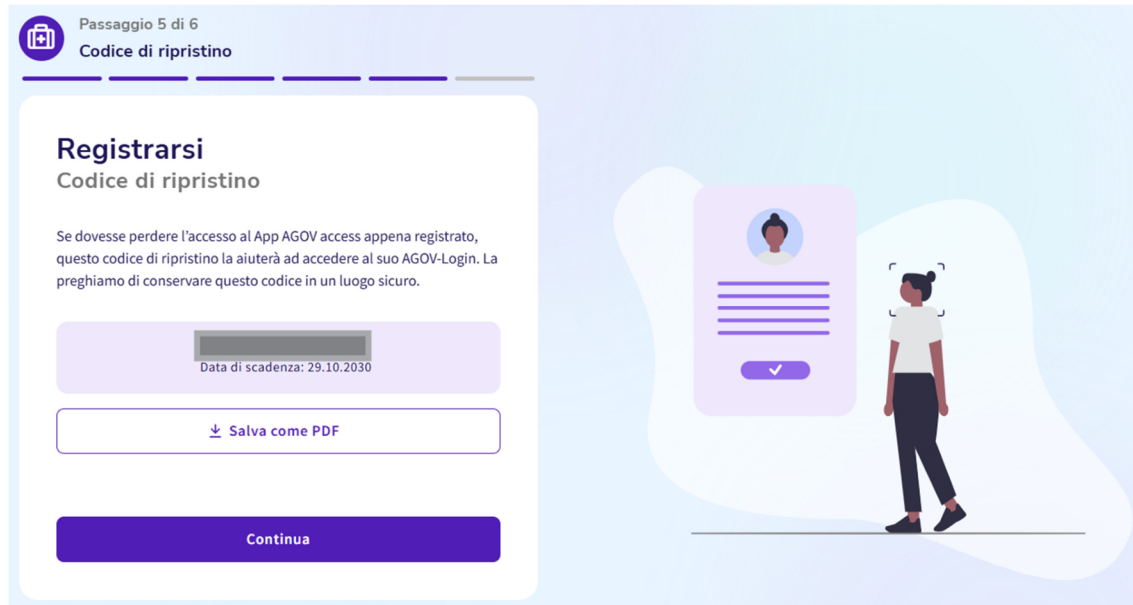 Passaggio 5 di 6
Codice di ripristino
Registrarsi
Codice di ripristino
Se dovesse perdere l'accesso al App AGOV access appena registrato,
questo codice di ripristino la aiuterà ad accedere al suo AGOV-Login. La
preghiamo di conservare questo codice in un luogo sicuro.
Data di scadenza: 29.10.2030
Salva come PDF
Continua